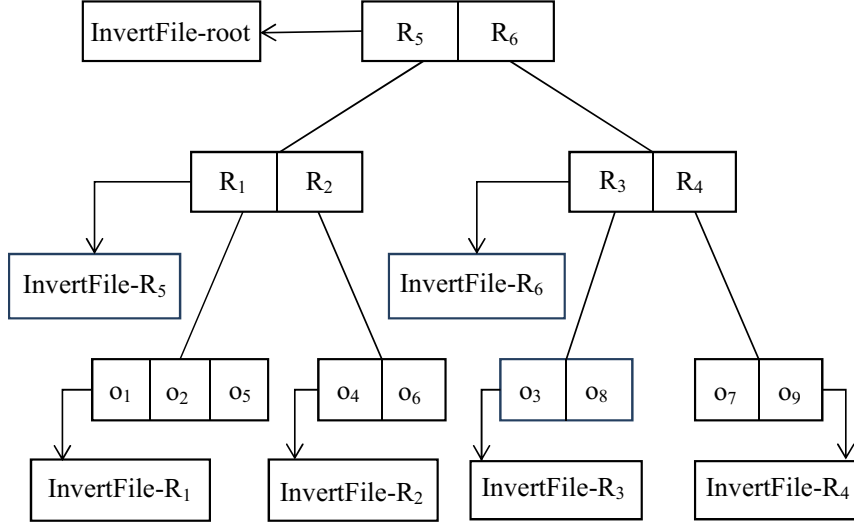 InvertFile-root R₅ R₆
R₁ R₂ R₃ R₄
InvertFile-R₅ InvertFile-R₆
o₁ o₂ o₅ o₄ o₆ o₃ o₈ o₇ o₉
InvertFile-R₁ InvertFile-R₂ InvertFile-R₃ InvertFile-R₄